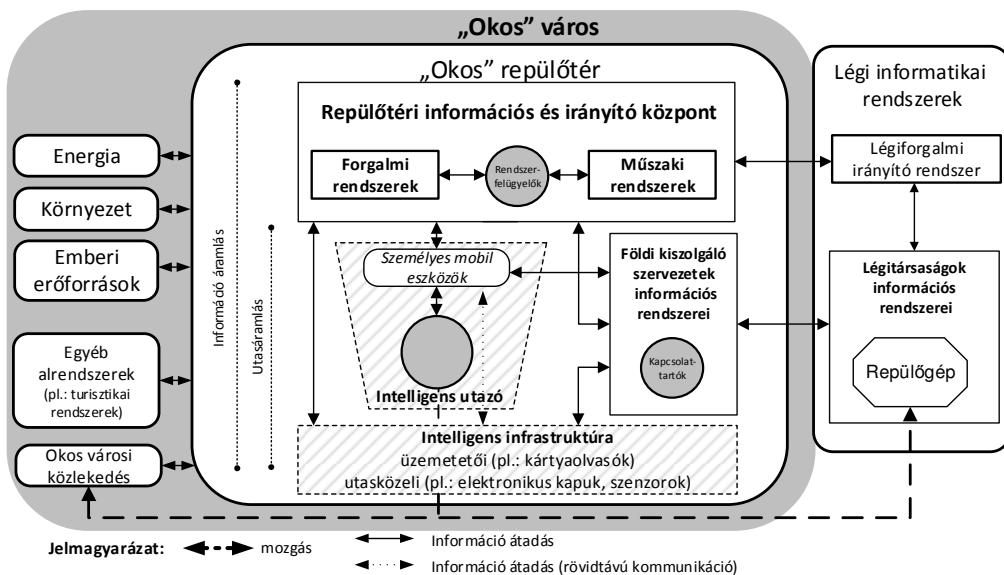 „Okos” város
„Okos” repülőtér
Légi informatikai
rendszerek
Repülőtéri információs és irányító központ
Forgalmi
rendszerek
Rendszer-
felügyelők
Műszaki
rendszerek
Légiforgalmi
irányító rendszer
Energia
Környezet
Emberi
erőforrások
Egyéb
alrendszerek
(pl.: turisztikai
rendszerek)
Okos városi
közlekedés
Információ áramlás
Utasáramlás
Személyes mobil
eszközök
Intelligens utazó
Földi kiszolgáló
szervezetek
információs
rendszerei
Kapcsolat-
tartók
Légitársaságok
információs
rendszerei
Repülőgép
Intelligens infrastruktúra
üzemetetői (pl.: kártyaolvasók)
utasközeli (pl.: elektronikus kapuk, szenzorok)
Jelmagyarázat:
mozgás
Információ átadás
Információ átadás (rövidtávú kommunikáció)